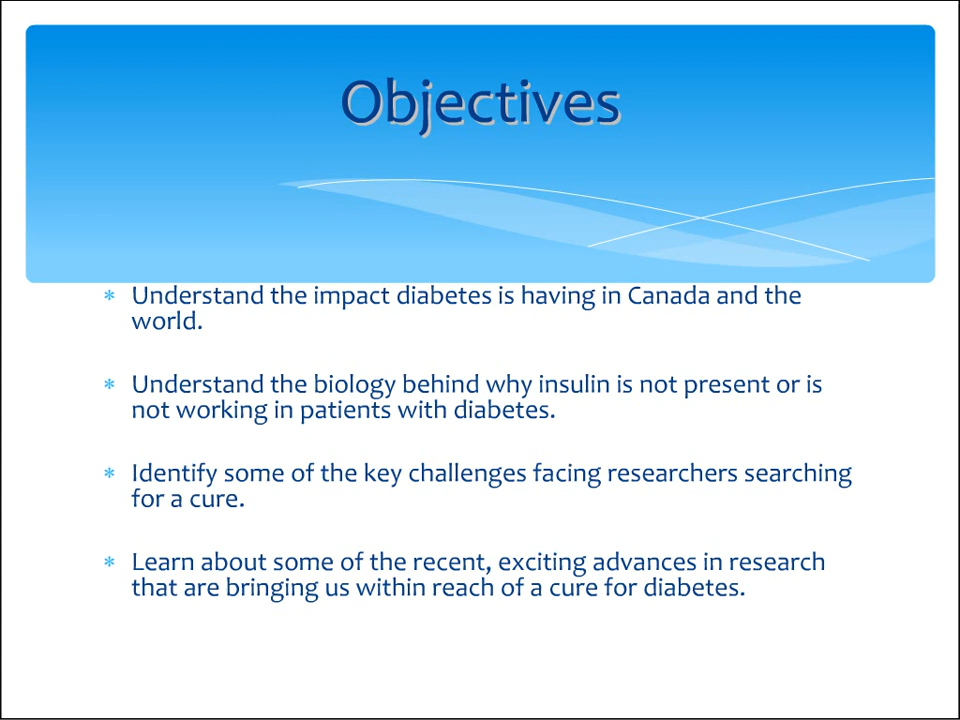 Objectives
* Understand the impact diabetes is having in Canada and the
world.
* Understand the biology behind why insulin is not present or is
not working in patients with diabetes.
* Identify some of the key challenges facing researchers searching
for a cure.
* Learn about some of the recent, exciting advances in research
that are bringing us within reach of a cure for diabetes.